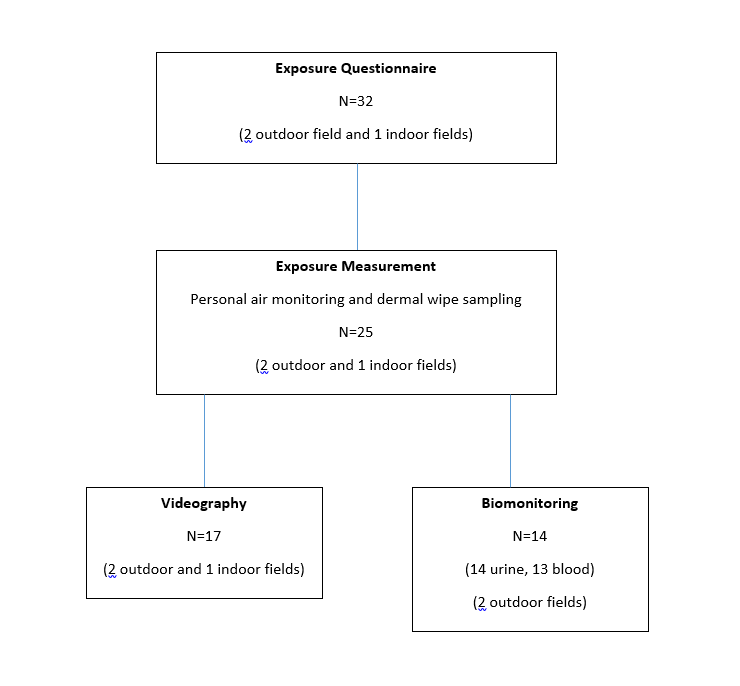 Exposure Questionnaire
N=32
(2 outdoor field and 1 indoor fields)
Exposure Measurement
Personal air monitoring and dermal wipe sampling
N=25
(2 outdoor and 1 indoor fields)
Videography
N=17
(2 outdoor and 1 indoor fields)
Biomonitoring
N=14
(14 urine, 13 blood)
(2 outdoor fields)